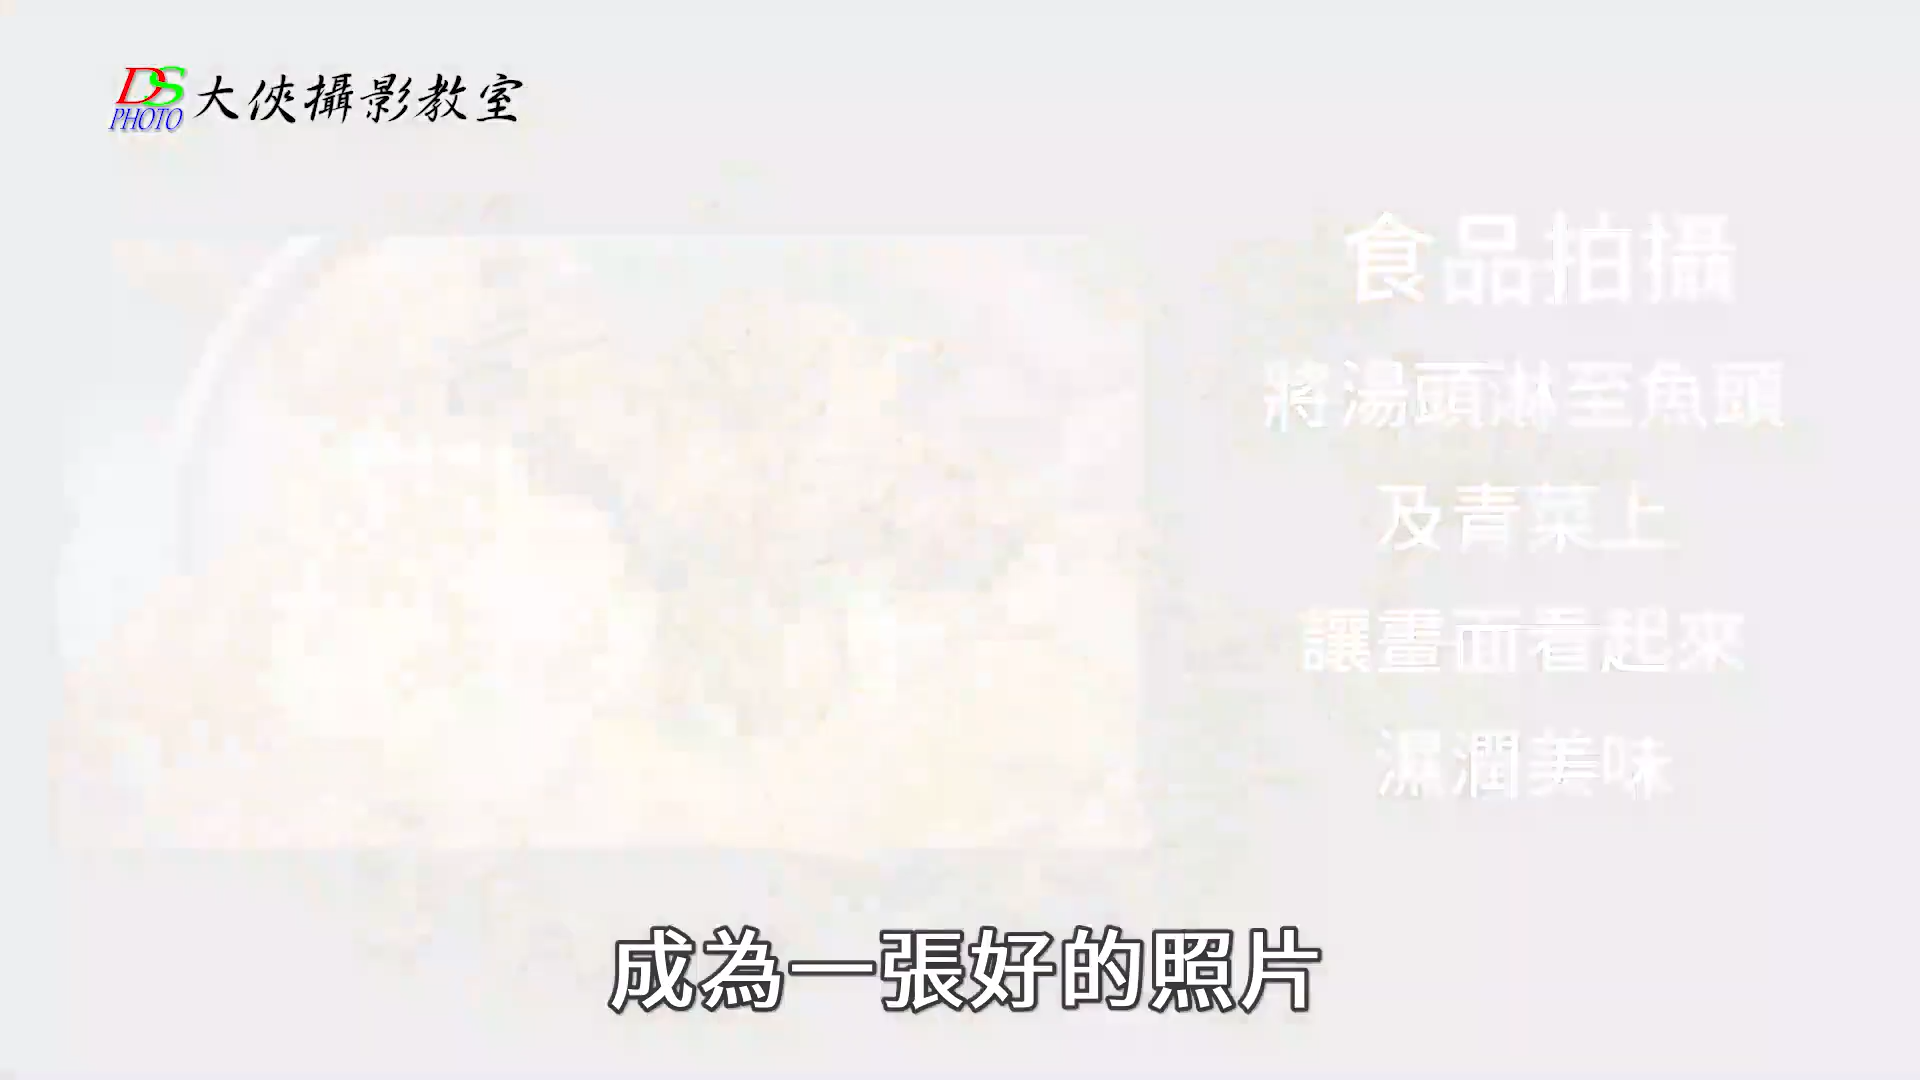 DS
PHOTO
大俠攝影教室
食品拍攝
將湯頭淋至魚頭
及青菜上
讓畫面看起來
濕潤美味
成為一張好的照片